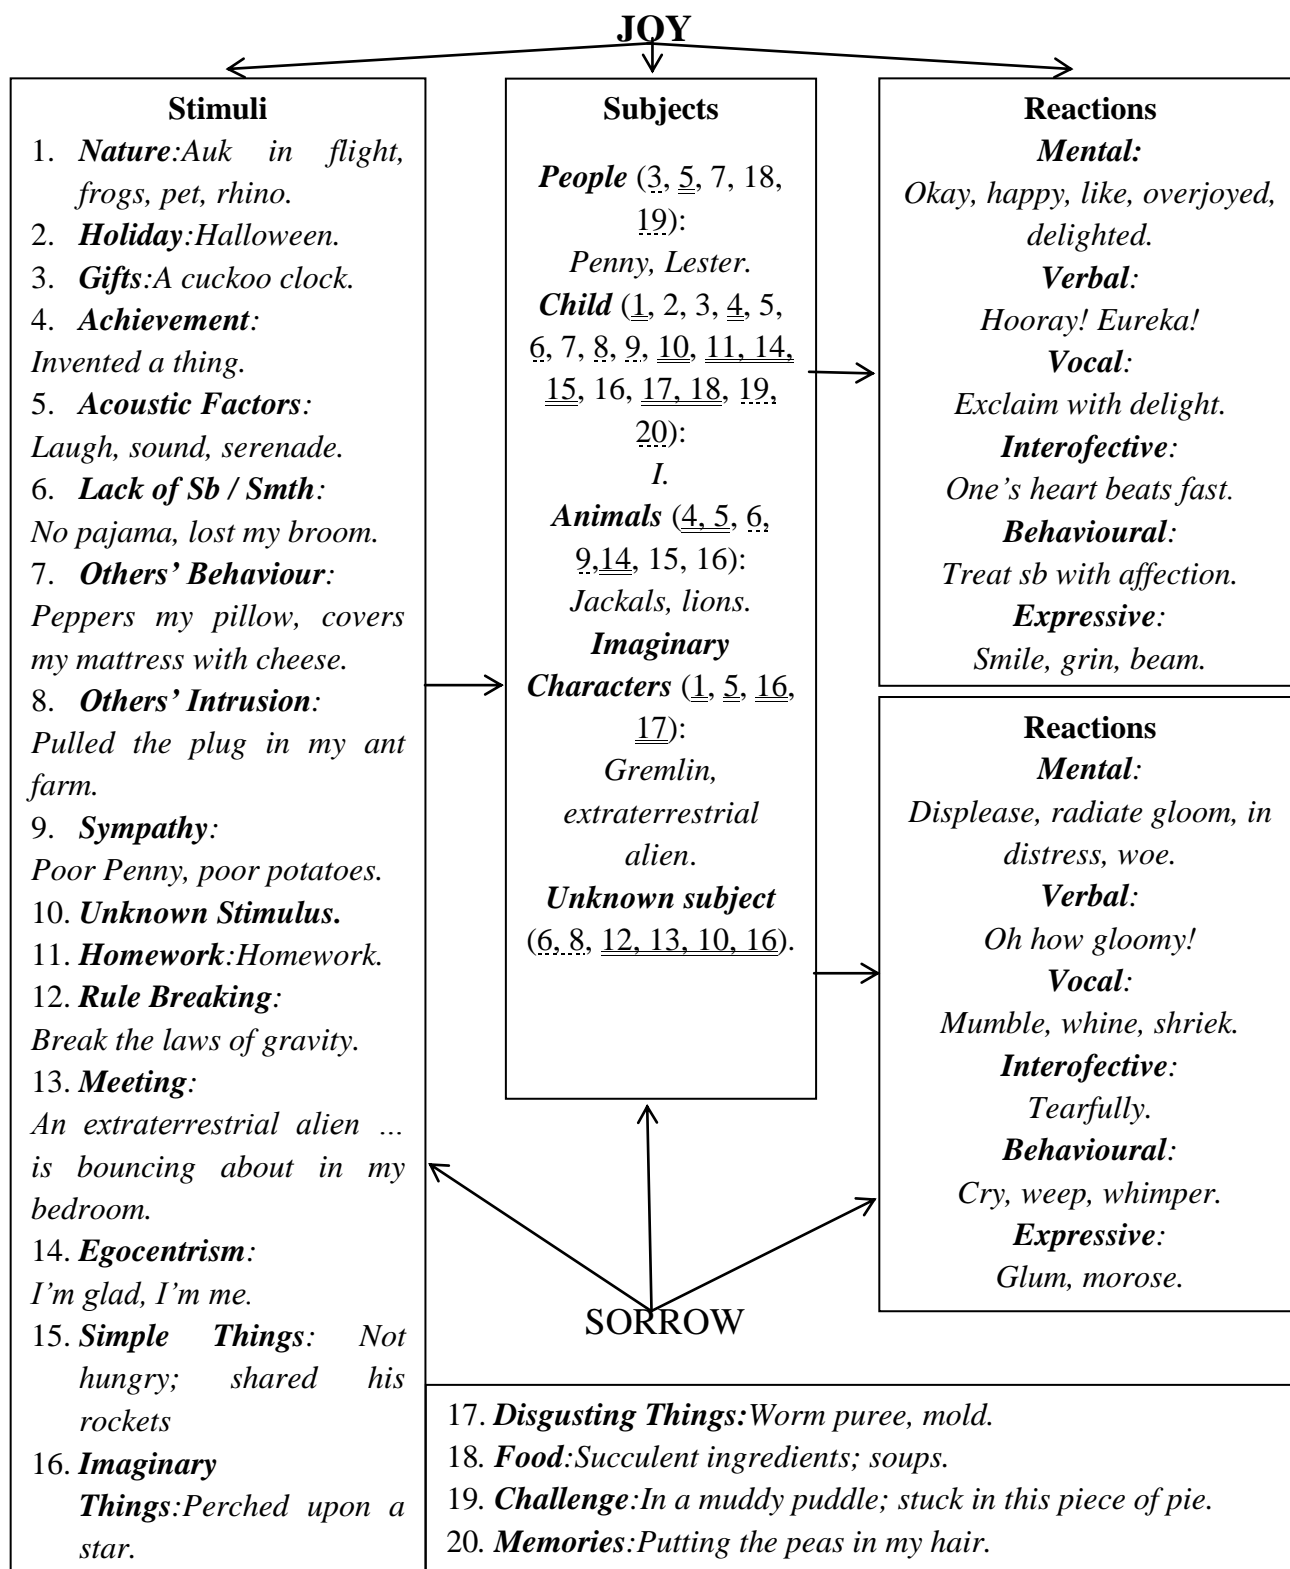 JOY
Stimuli
1. Nature:Auk in flight,
frogs, pet, rhino.
2. Holiday:Halloween.
3. Gifts:A cuckoo clock.
4. Achievement:
Invented a thing.
5. Acoustic Factors:
Laugh, sound, serenade.
6. Lack of Sb / Smth:
No pajama, lost my broom.
7. Others’ Behaviour:
Peppers my pillow, covers
my mattress with cheese.
8. Others’ Intrusion:
Pulled the plug in my ant
farm.
9. Sympathy:
Poor Penny, poor potatoes.
10. Unknown Stimulus.
11. Homework:Homework.
12. Rule Breaking:
Break the laws of gravity.
13. Meeting:
An extraterrestrial alien ...
is bouncing about in my
bedroom.
14. Egocentrism:
I’m glad, I’m me.
15. Simple Things: Not
hungry; shared his
rockets
16. Imaginary
Things:Perched upon a
star.
Subjects
People (3, 5, 7, 18,
19):
Penny, Lester.
Child (1, 2, 3, 4, 5,
6, 7, 8, 9, 10, 11, 14,
15, 16, 17, 18, 19,
20):
I.
Animals (4, 5, 6,
9,14, 15, 16):
Jackals, lions.
Imaginary
Characters (1, 5, 16,
17):
Gremlin,
extraterrestrial
alien.
Unknown subject
(6, 8, 12, 13, 10, 16).
Reactions
Mental:
Okay, happy, like, overjoyed,
delighted.
Verbal:
Hooray! Eureka!
Vocal:
Exclaim with delight.
Interofective:
One’s heart beats fast.
Behavioural:
Treat sb with affection.
Expressive:
Smile, grin, beam.
Reactions
Mental:
Displease, radiate gloom, in
distress, woe.
Verbal:
Oh how gloomy!
Vocal:
Mumble, whine, shriek.
Interofective:
Tearfully.
Behavioural:
Cry, weep, whimper.
Expressive:
Glum, morose.
SORROW
17. Disgusting Things:Worm puree, mold.
18. Food:Succulent ingredients; soups.
19. Challenge:In a muddy puddle; stuck in this piece of pie.
20. Memories:Putting the peas in my hair.